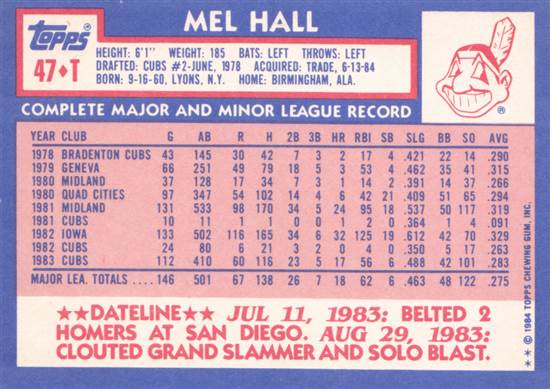 Topps
47♦T
MEL HALL
HEIGHT: 6'1" WEIGHT: 185 BATS: LEFT THROWS: LEFT
DRAFTED: CUBS #2-JUNE, 1978 ACQUIRED: TRADE, 6-13-84
BORN: 9-16-60, LYONS, N.Y. HOME: BIRMINGHAM, ALA.
COMPLETE MAJOR AND MINOR LEAGUE RECORD
YEAR CLUB G AB R H 2B 3B HR RBI SB SLG BB SO AVG
1978 BRADENTON CUBS 43 145 30 42 7 3 2 17 4 .421 22 14 .290
1979 GENEVA 66 251 49 79 18 5 3 53 3 .462 35 41 .315
1980 MIDLAND 37 128 17 34 7 1 1 16 2 .359 14 37 .266
1980 QUAD CITIES 97 347 54 102 14 4 6 42 21 .409 51 65 .294
1981 MIDLAND 131 533 98 170 34 3 24 95 18 .537 50 117 .319
1981 CUBS 10 11 1 1 0 0 1 2 0 .364 1 4 .091
1982 IOWA 133 502 116 165 34 6 32 125 19 .612 42 70 .329
1982 CUBS 24 80 6 21 3 2 0 4 0 .350 5 17 .263
1983 CUBS 112 410 60 116 23 5 17 56 6 .488 42 101 .283
MAJOR LEA. TOTALS .... 146 501 67 138 26 7 18 62 6 .463 48 122 .275
★★DATELINE★★ JUL 11, 1983: BELTED 2
HOMERS AT SAN DIEGO. AUG 29, 1983:
CLOUTED GRAND SLAMMER AND SOLO BLAST.
** © 1984 TOPPS CHEWING GUM, INC.